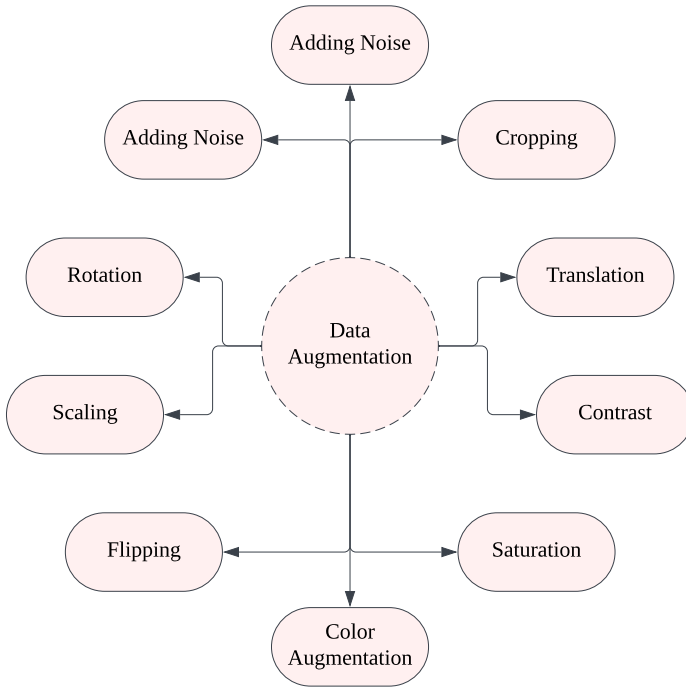 Adding Noise
Adding Noise
Cropping
Rotation
Translation
Data
Augmentation
Scaling
Contrast
Flipping
Saturation
Color
Augmentation